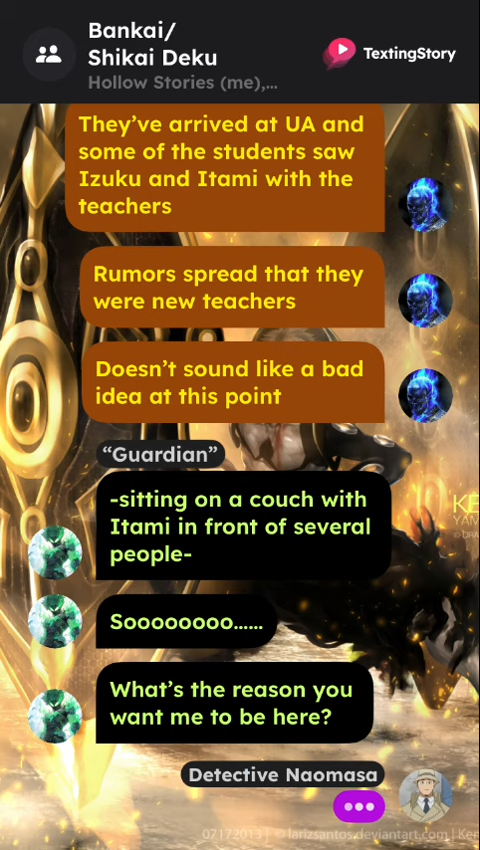 Bankai/
Shikai Deku
Hollow Stories (me),...
TextingStory
They’ve arrived at UA and
some of the students saw
Izuku and Itami with the
teachers
Rumors spread that they
were new teachers
Doesn’t sound like a bad
idea at this point
“Guardian”
-sitting on a couch with
Itami in front of several
people-
Soooooooo......
What’s the reason you
want me to be here?
Detective Naomasa
07172013 | © larizsantos.deviantart.com | Ken